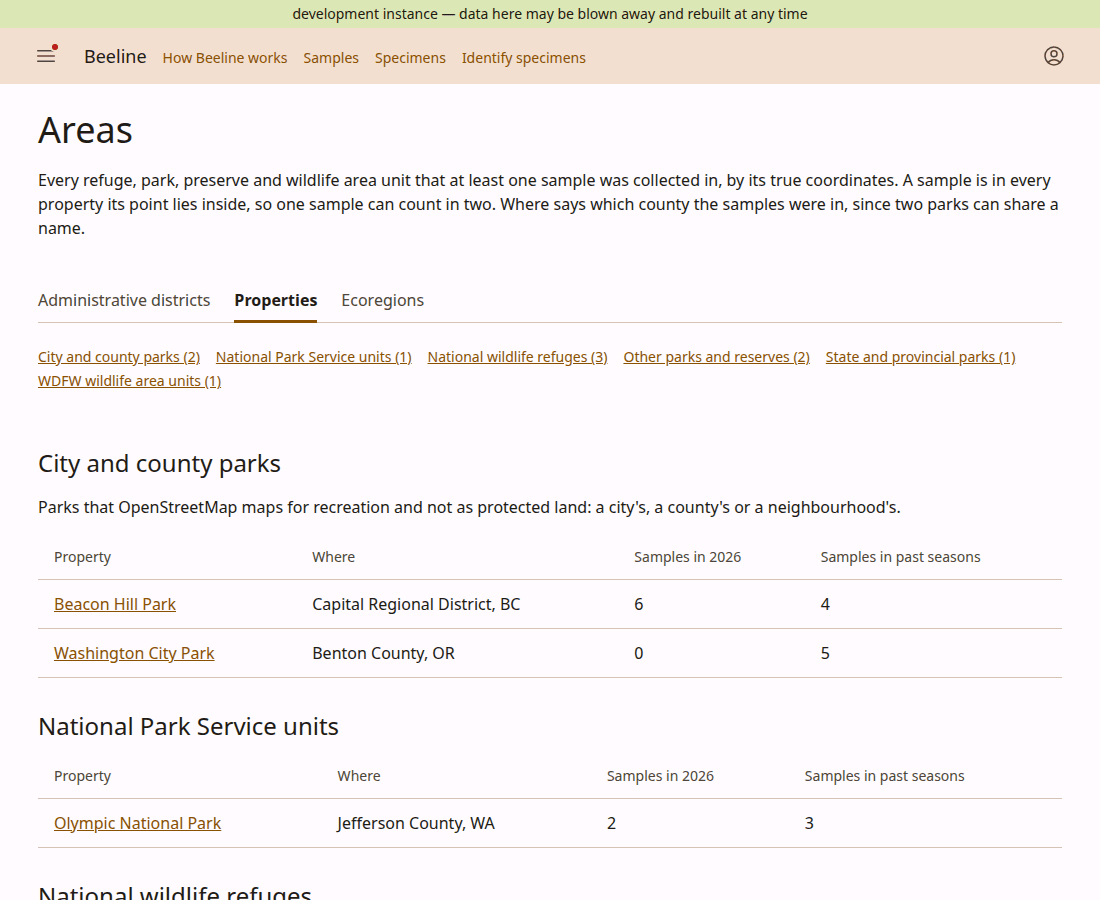 development instance — data here may be blown away and rebuilt at any time
Beeline How Beeline works Samples Specimens Identify specimens
Areas
Every refuge, park, preserve and wildlife area unit that at least one sample was collected in, by its true coordinates. A sample is in every
property its point lies inside, so one sample can count in two. Where says which county the samples were in, since two parks can share a
name.
Administrative districts Properties Ecoregions
City and county parks (2) National Park Service units (1) National wildlife refuges (3) Other parks and reserves (2) State and provincial parks (1)
WDFW wildlife area units (1)
City and county parks
Parks that OpenStreetMap maps for recreation and not as protected land: a city's, a county's or a neighbourhood's.
Property Where Samples in 2026 Samples in past seasons
Beacon Hill Park Capital Regional District, BC 6 4
Washington City Park Benton County, OR 0 5
National Park Service units
Property Where Samples in 2026 Samples in past seasons
Olympic National Park Jefferson County, WA 2 3
National wildlife refuges